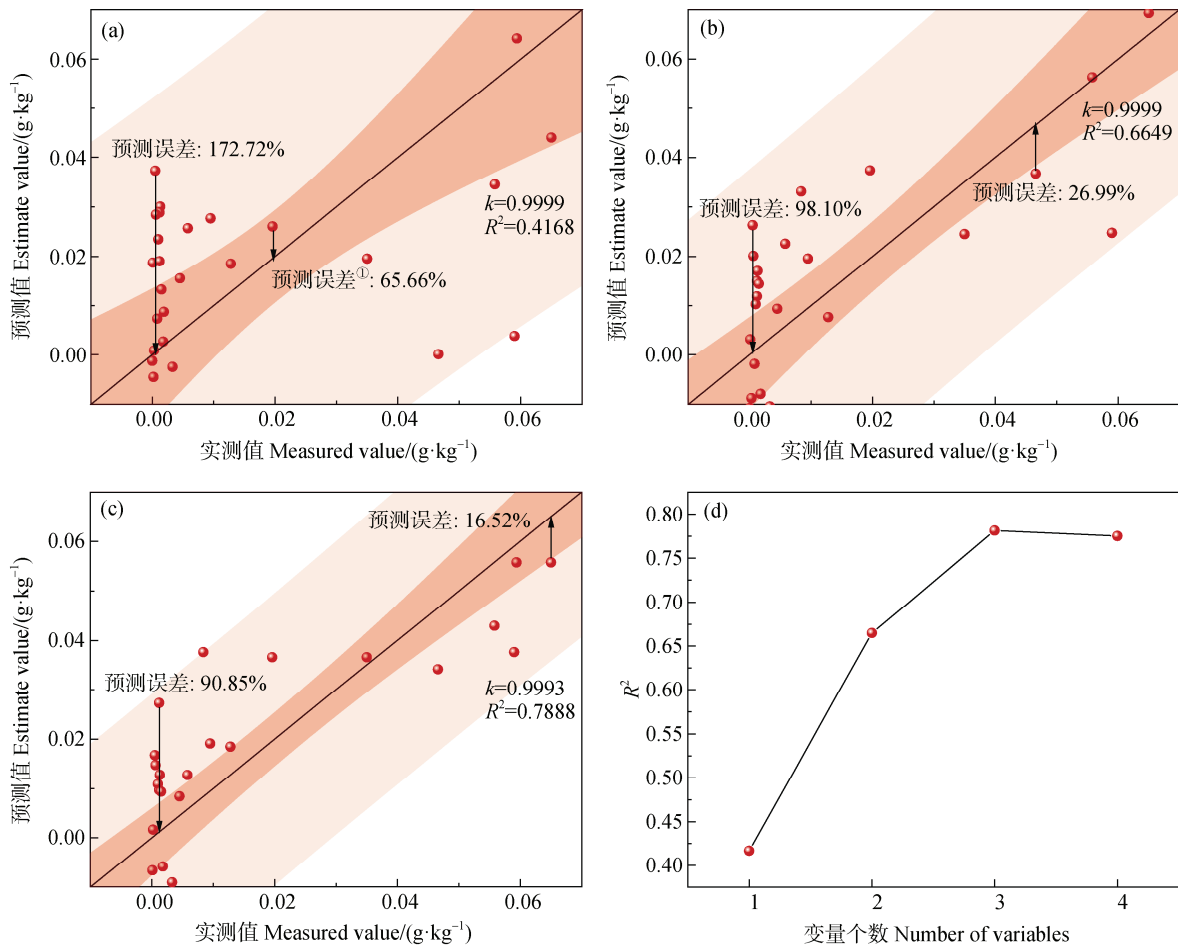 (a)
预测值 Estimate value/(g·kg⁻¹)
0.06
0.04
0.02
0.00
预测误差: 172.72%
k=0.9999
R²=0.4168
预测误差①: 65.66%
0.00 0.02 0.04 0.06
实测值 Measured value/(g·kg⁻¹)
(b)
预测值 Estimate value/(g·kg⁻¹)
0.06
0.04
0.02
0.00
k=0.9999
R²=0.6649
预测误差: 26.99%
预测误差: 98.10%
0.00 0.02 0.04 0.06
实测值 Measured value/(g·kg⁻¹)
(c)
预测值 Estimate value/(g·kg⁻¹)
0.06
0.04
0.02
0.00
预测误差: 16.52%
预测误差: 90.85%
k=0.9993
R²=0.7888
0.00 0.02 0.04 0.06
实测值 Measured value/(g·kg⁻¹)
(d)
R²
0.80
0.75
0.70
0.65
0.60
0.55
0.50
0.45
0.40
1 2 3 4
变量个数 Number of variables